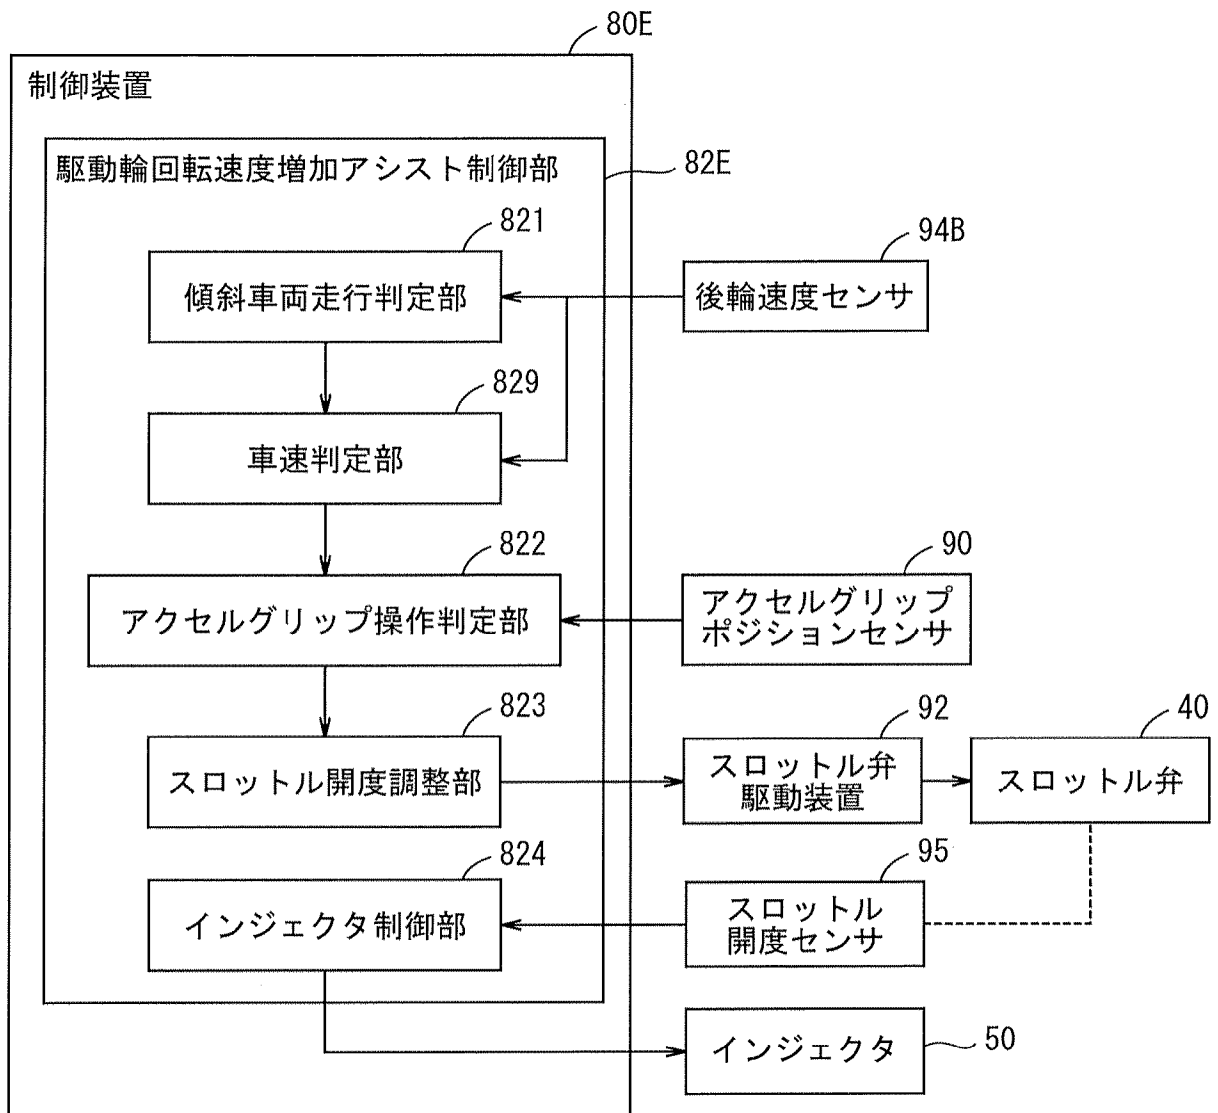 80E
制御装置
駆動輪回転速度増加アシスト制御部
82E
821
傾斜車両走行判定部
94B
後輪速度センサ
829
車速判定部
822
アクセルグリップ操作判定部
90
アクセルグリップ
ポジションセンサ
823
スロットル開度調整部
92
スロットル弁
駆動装置
40
スロットル弁
824
インジェクタ制御部
95
スロットル
開度センサ
インジェクタ
50